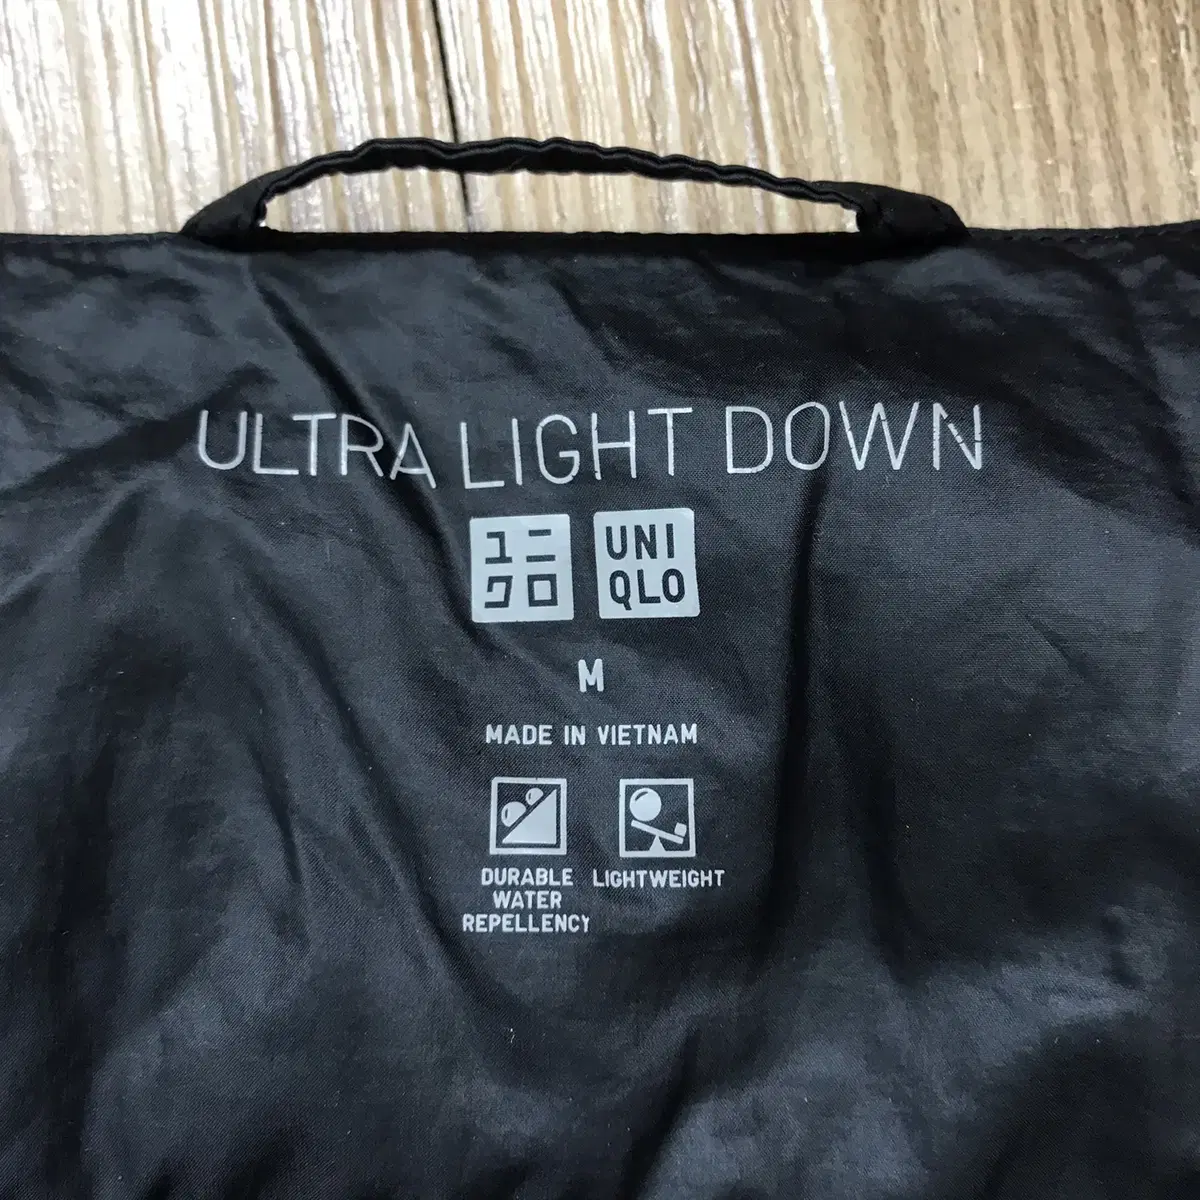 ULTRA LIGHT DOWN
ユニ UNI
クロ QLO
M
MADE IN VIETNAM
DURABLE LIGHTWEIGHT
WATER
REPELLENCY